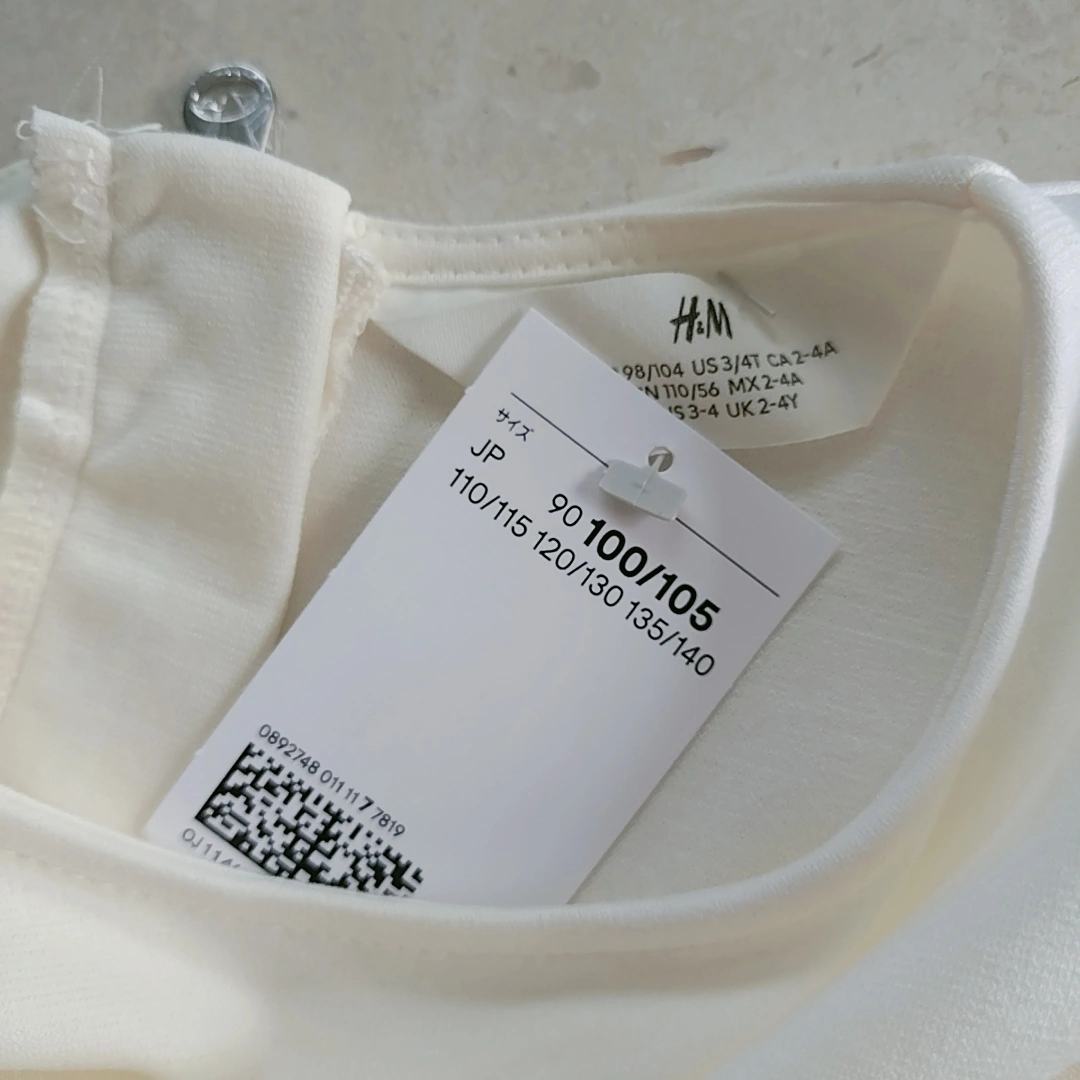 H&M
98/104 US 3/4T CA 2-4A
110/56 MX 2-4A
3-4 UK 2-4Y
サイズ
JP
90 100/105
110/115 120/130 135/140
0892748 011 11 7 7819